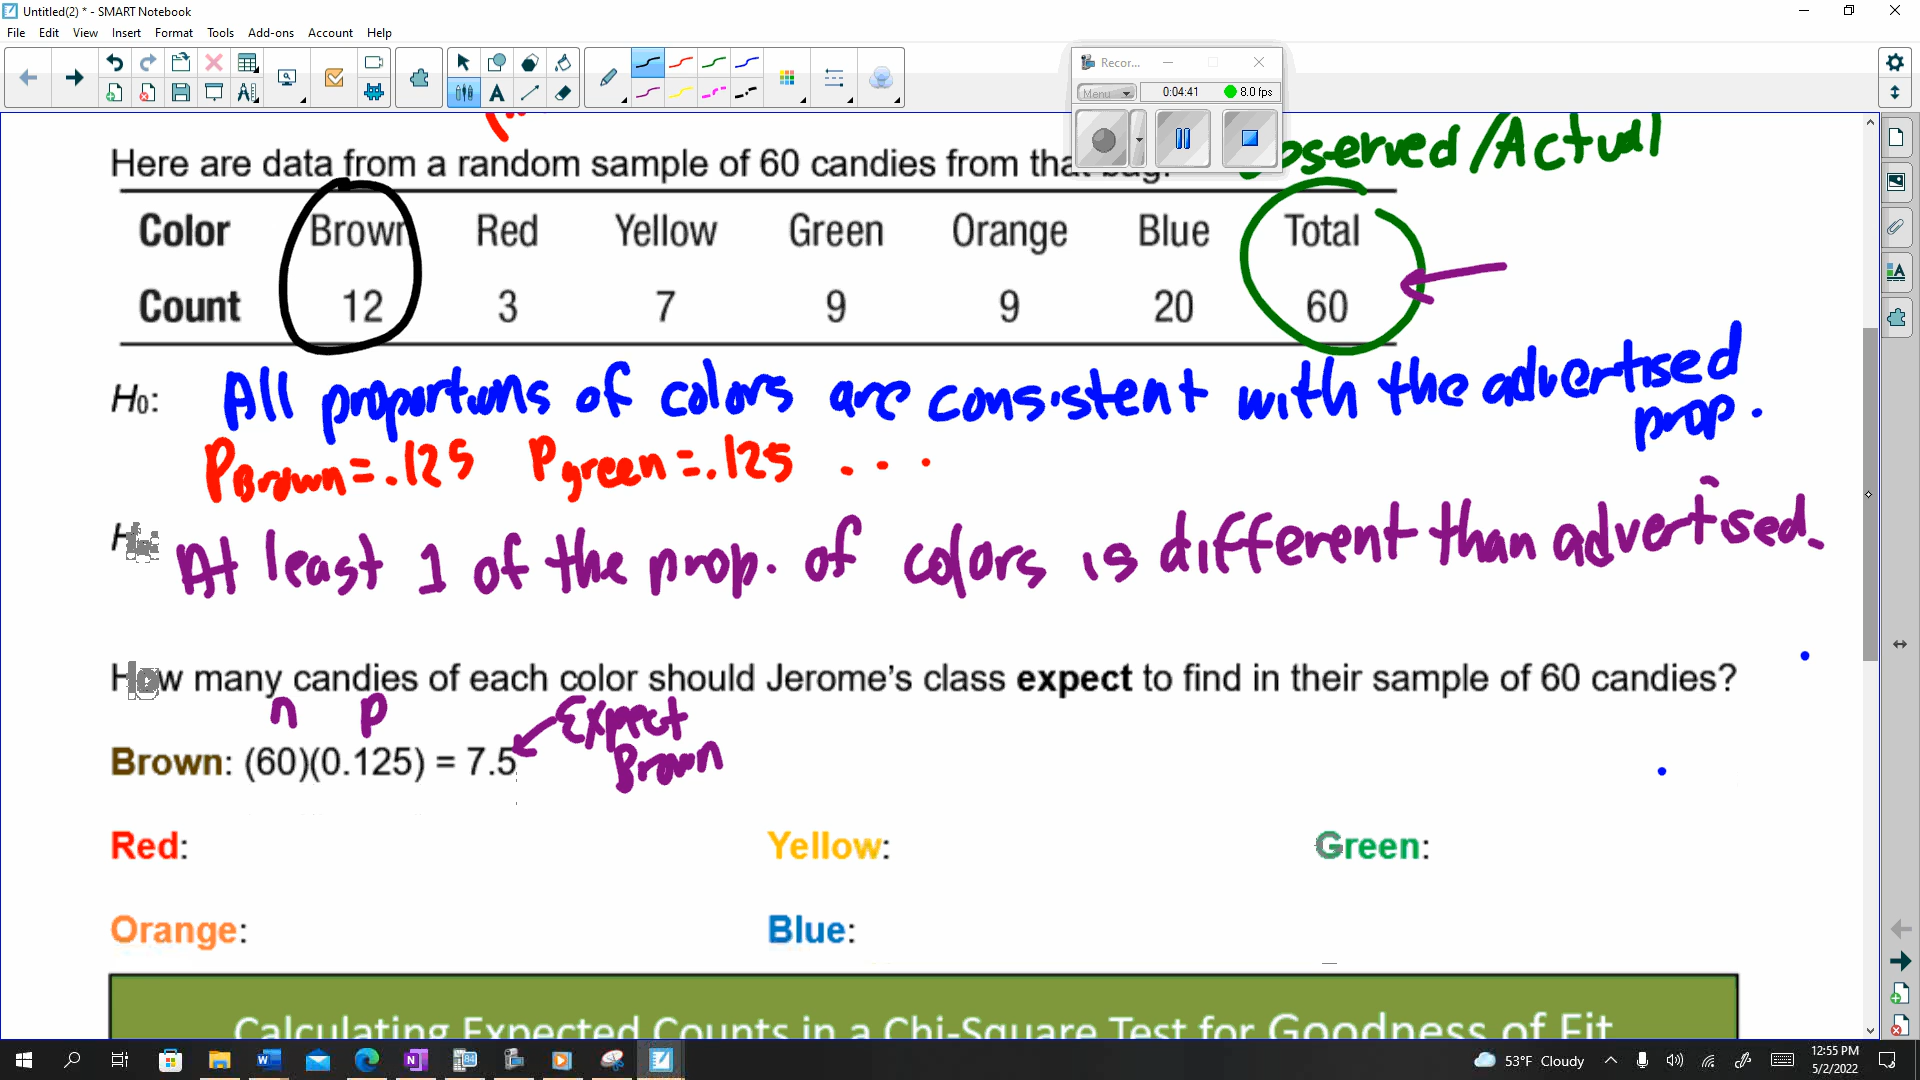 Untitled(2) * - SMART Notebook
File Edit View Insert Format Tools Add-ons Account Help
Recor...
Menu 0:04:41 8.0 fps
Observed/Actual
Here are data from a random sample of 60 candies from that bag.
Color Brown Red Yellow Green Orange Blue Total
Count 12 3 7 9 9 20 60
H0: All proportions of colors are consistent with the advertised
prop.
PBrown = .125 Pgreen = .125 . . .
H At least 1 of the prop. of colors is different than advertised.
How many candies of each color should Jerome's class expect to find in their sample of 60 candies?
n p Expect
Brown: (60)(0.125) = 7.5 Brown
Red: Yellow: Green:
Orange: Blue:
Calculating Expected Counts in a Chi-Square Test for Goodness of Fit
53°F Cloudy 12:55 PM
5/2/2022